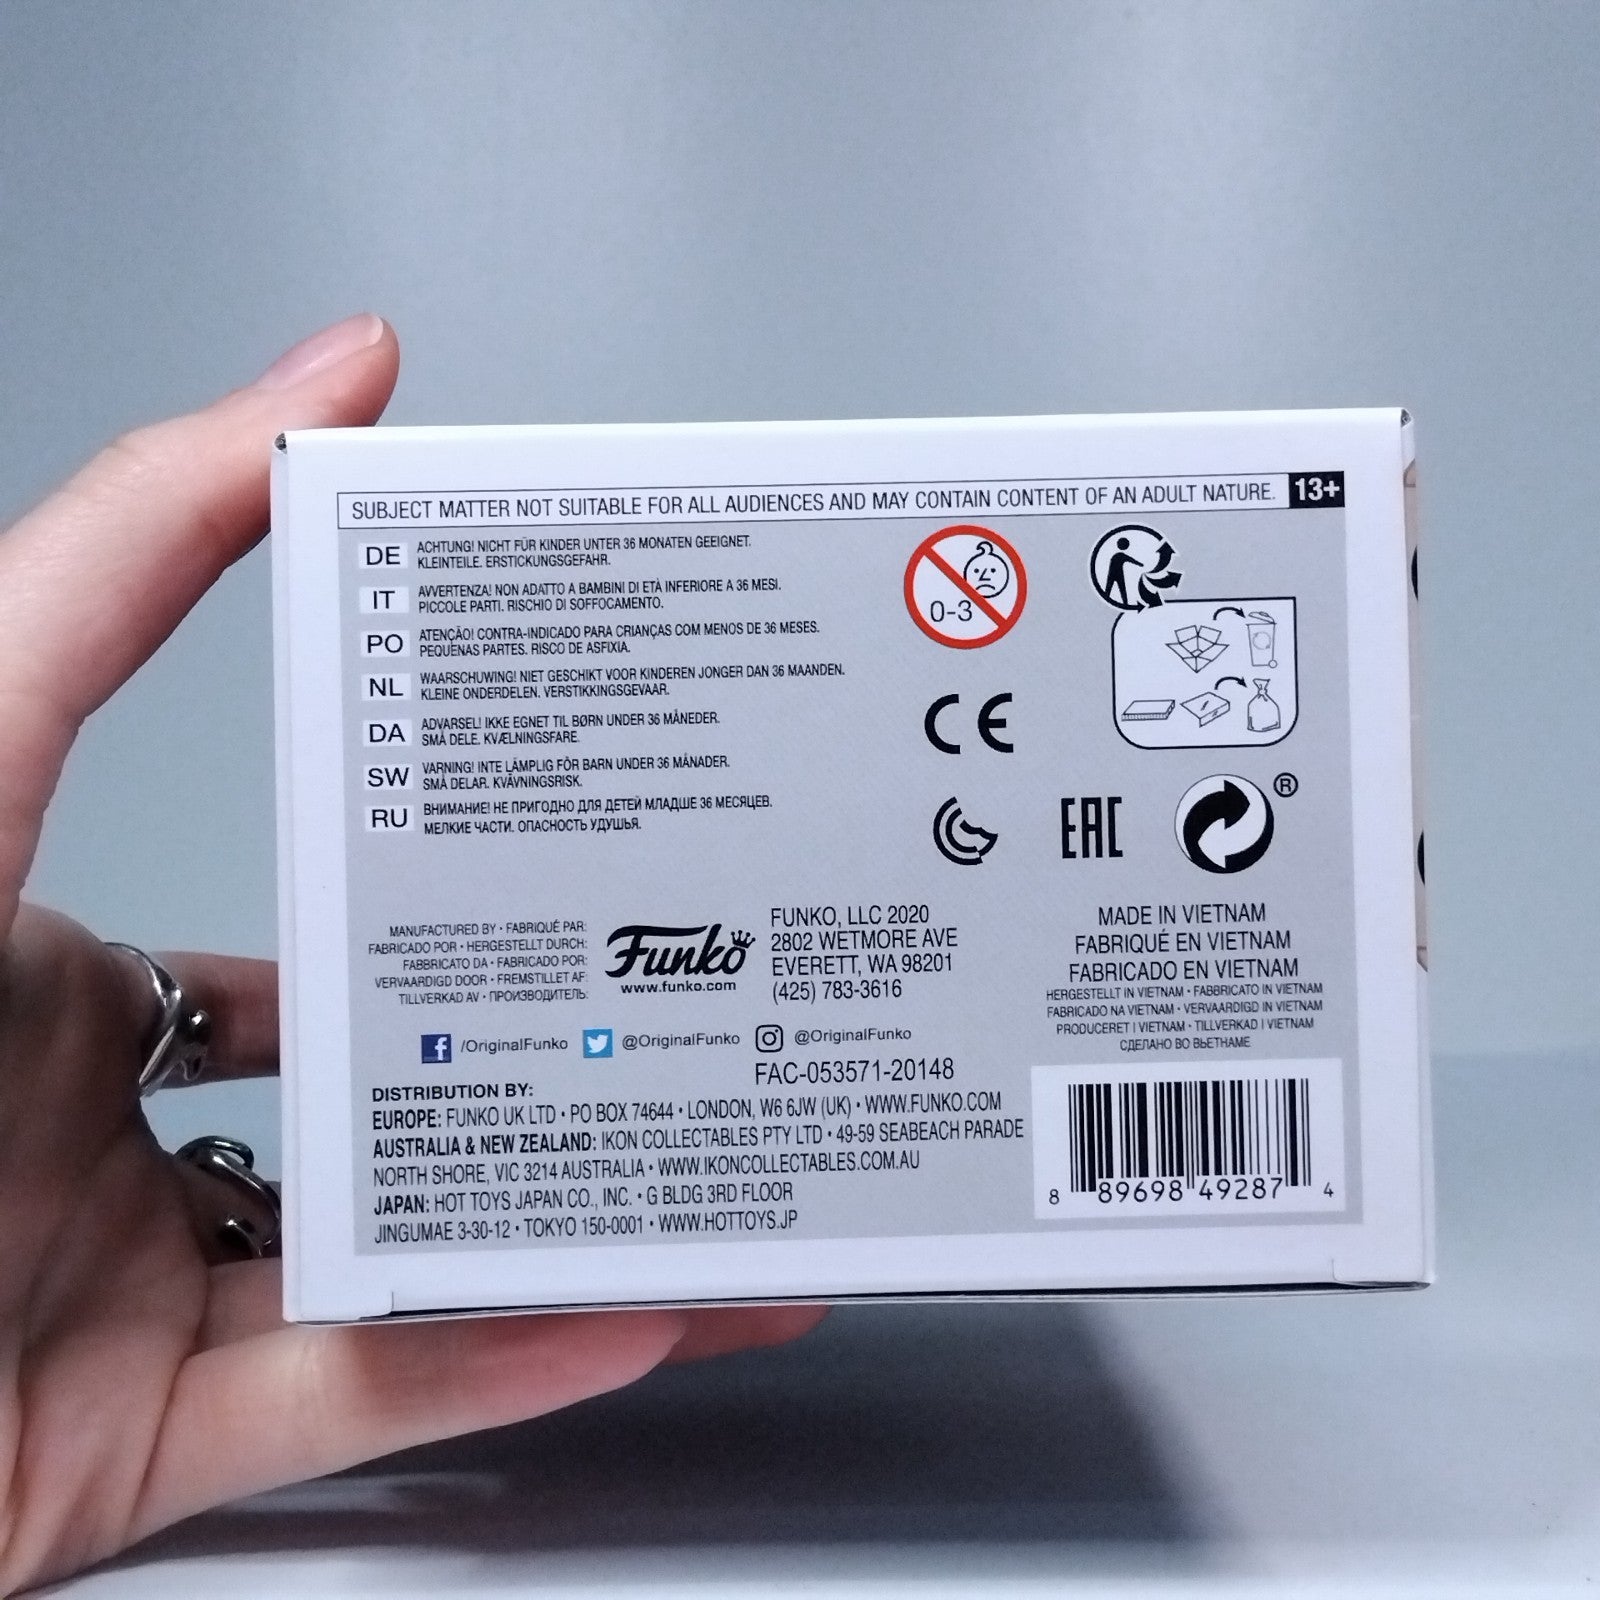 SUBJECT MATTER NOT SUITABLE FOR ALL AUDIENCES AND MAY CONTAIN CONTENT OF AN ADULT NATURE. 13+
DE ACHTUNG! NICHT FÜR KINDER UNTER 36 MONATEN GEEIGNET.
KLEINTEILE. ERSTICKUNGSGEFAHR.
IT AVVERTENZA! NON ADATTO A BAMBINI DI ETÀ INFERIORE A 36 MESI.
PICCOLE PARTI. RISCHIO DI SOFFOCAMENTO.
PO ATENÇÃO! CONTRA-INDICADO PARA CRIANÇAS COM MENOS DE 36 MESES.
PEQUENAS PARTES. RISCO DE ASFIXIA.
NL WAARSCHUWING! NIET GESCHIKT VOOR KINDEREN JONGER DAN 36 MAANDEN.
KLEINE ONDERDELEN. VERSTIKKINGSGEVAAR.
DA ADVARSEL! IKKE EGNET TIL BØRN UNDER 36 MÅNEDER.
SMÅ DELE. KVÆLNINGSFARE.
SW VARNING! INTE LÄMPLIG FÖR BARN UNDER 36 MÅNADER.
SMÅ DELAR. KVÄVNINGSRISK.
RU ВНИМАНИЕ! НЕ ПРИГОДНО ДЛЯ ДЕТЕЙ МЛАДШЕ 36 МЕСЯЦЕВ.
МЕЛКИЕ ЧАСТИ. ОПАСНОСТЬ УДУШЬЯ.
0-3
CE
EAC
®
MANUFACTURED BY • FABRIQUÉ PAR:
FABRICADO POR • HERGESTELLT DURCH:
FABBRICATO DA • FABRICADO POR:
VERVAARDIGD DOOR • FREMSTILLET AF:
TILLVERKAD AV • ПРОИЗВОДИТЕЛЬ:
Funko
www.funko.com
FUNKO, LLC 2020
2802 WETMORE AVE
EVERETT, WA 98201
(425) 783-3616
MADE IN VIETNAM
FABRIQUÉ EN VIETNAM
FABRICADO EN VIETNAM
HERGESTELLT IN VIETNAM • FABBRICATO IN VIETNAM
FABRICADO NA VIETNAM • VERVAARDIGD IN VIETNAM
PRODUCERET I VIETNAM • TILLVERKAD I VIETNAM
СДЕЛАНО ВО ВЬЕТНАМЕ
f /OriginalFunko @OriginalFunko @OriginalFunko
FAC-053571-20148
DISTRIBUTION BY:
EUROPE: FUNKO UK LTD • PO BOX 74644 • LONDON, W6 6JW (UK) • WWW.FUNKO.COM
AUSTRALIA & NEW ZEALAND: IKON COLLECTABLES PTY LTD • 49-59 SEABEACH PARADE
NORTH SHORE, VIC 3214 AUSTRALIA • WWW.IKONCOLLECTABLES.COM.AU
JAPAN: HOT TOYS JAPAN CO., INC. • G BLDG 3RD FLOOR
JINGUMAE 3-30-12 • TOKYO 150-0001 • WWW.HOTTOYS.JP
8 89698 49287 4